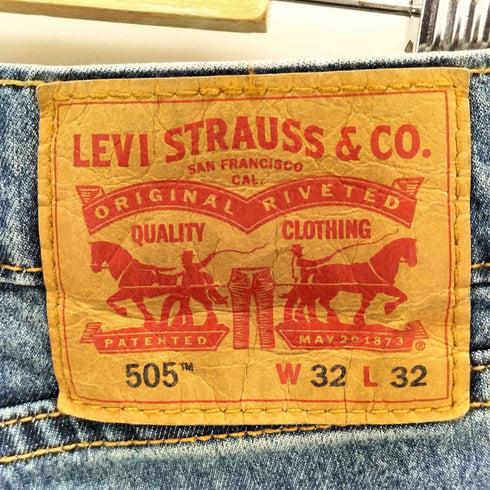 LEVI STRAUSS & CO.
SAN FRANCISCO
CAL.
ORIGINAL RIVETED
QUALITY CLOTHING
PATENTED MAY 20 1873 ®
505™ W 32 L 32